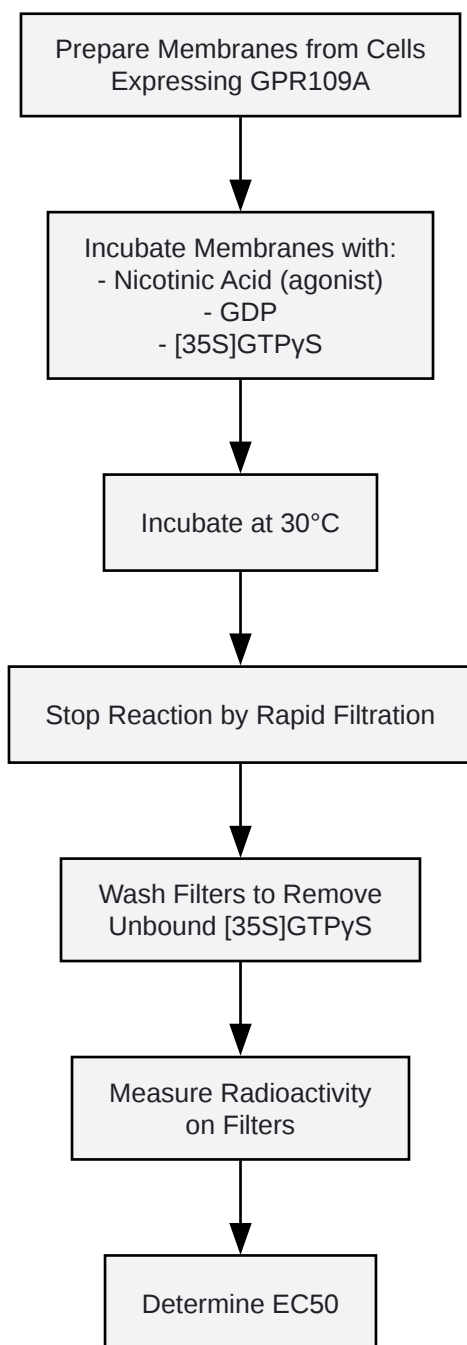 Prepare Membranes from Cells
Expressing GPR109A
Incubate Membranes with:
- Nicotinic Acid (agonist)
- GDP
- [35S]GTPγS
Incubate at 30°C
Stop Reaction by Rapid Filtration
Wash Filters to Remove
Unbound [35S]GTPγS
Measure Radioactivity
on Filters
Determine EC50